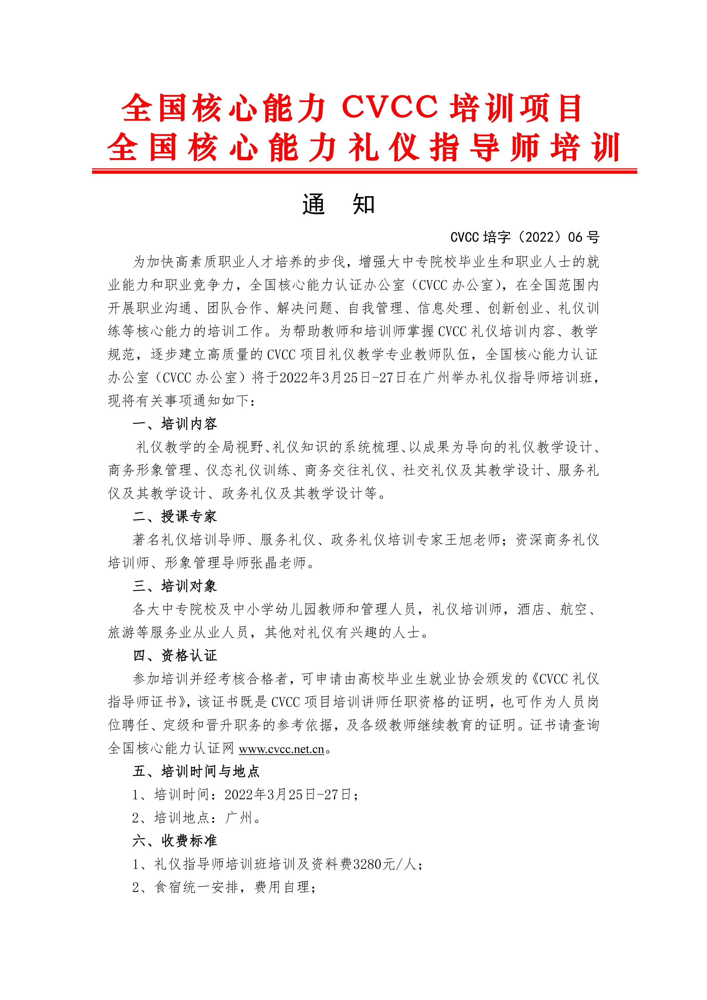 全国核心能力 CVCC 培训项目
全国核心能力礼仪指导师培训
通 知
CVCC 培字（2022）06 号
为加快高素质职业人才培养的步伐，增强大中专院校毕业生和职业人士的就
业能力和职业竞争力，全国核心能力认证办公室（CVCC 办公室），在全国范围内
开展职业沟通、团队合作、解决问题、自我管理、信息处理、创新创业、礼仪训
练等核心能力的培训工作。为帮助教师和培训师掌握 CVCC 礼仪培训内容、教学
规范，逐步建立高质量的 CVCC 项目礼仪教学专业教师队伍，全国核心能力认证
办公室（CVCC 办公室）将于2022年3月25日-27日在广州举办礼仪指导师培训班，
现将有关事项通知如下：
一、培训内容
礼仪教学的全局视野、礼仪知识的系统梳理、以成果为导向的礼仪教学设计、
商务形象管理、仪态礼仪训练、商务交往礼仪、社交礼仪及其教学设计、服务礼
仪及其教学设计、政务礼仪及其教学设计等。
二、授课专家
著名礼仪培训导师、服务礼仪、政务礼仪培训专家王旭老师；资深商务礼仪
培训师、形象管理导师张晶老师。
三、培训对象
各大中专院校及中小学幼儿园教师和管理人员，礼仪培训师，酒店、航空、
旅游等服务业从业人员，其他对礼仪有兴趣的人士。
四、资格认证
参加培训并经考核合格者，可申请由高校毕业生就业协会颁发的《CVCC 礼仪
指导师证书》，该证书既是 CVCC 项目培训讲师任职资格的证明，也可作为人员岗
位聘任、定级和晋升职务的参考依据，及各级教师继续教育的证明。证书请查询
全国核心能力认证网 www.cvcc.net.cn。
五、培训时间与地点
1、培训时间：2022年3月25日-27日；
2、培训地点：广州。
六、收费标准
1、礼仪指导师培训班培训及资料费3280元/人；
2、食宿统一安排，费用自理；